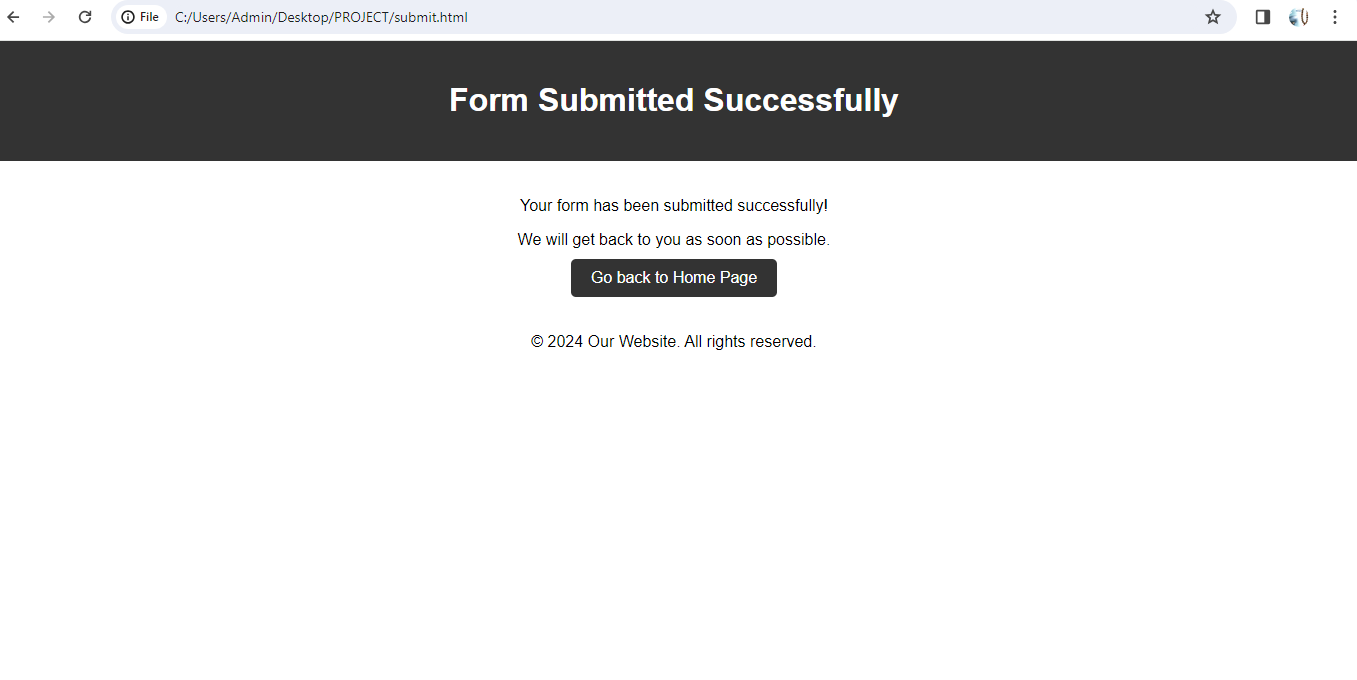 File C:/Users/Admin/Desktop/PROJECT/submit.html
Form Submitted Successfully
Your form has been submitted successfully!
We will get back to you as soon as possible.
Go back to Home Page
© 2024 Our Website. All rights reserved.